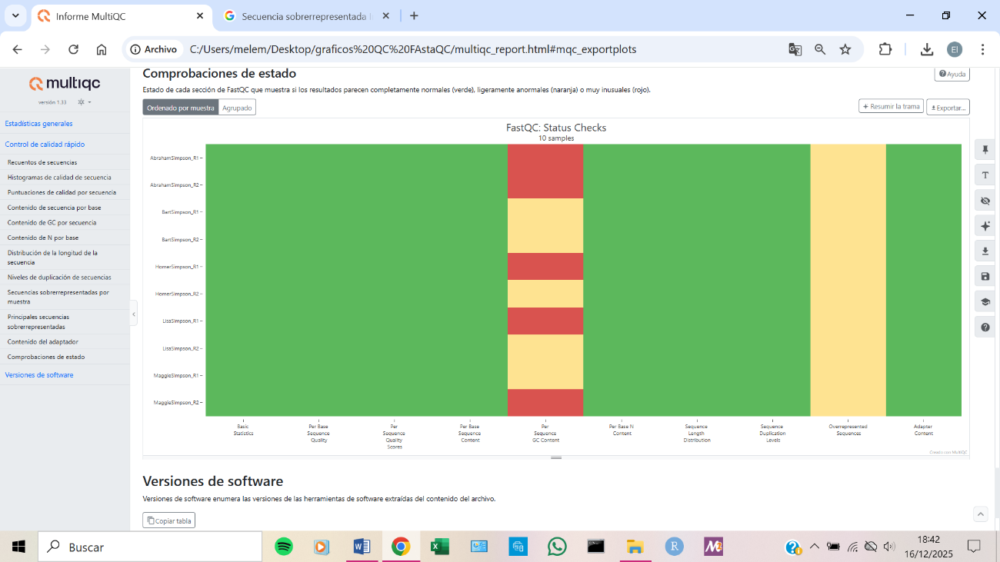 Informe MultiQC
Secuencia sobrerrepresentada
Archivo
C:/Users/melem/Desktop/graficos%20QC%20FAstaQC/multiqc_report.html#mqc_exportplots
EI
multiqc
versión 1.33
Estadísticas generales
Control de calidad rápido
Recuentos de secuencias
Histogramas de calidad de secuencia
Puntuaciones de calidad por secuencia
Contenido de secuencia por base
Contenido de GC por secuencia
Contenido de N por base
Distribución de la longitud de la
secuencia
Niveles de duplicación de secuencias
Secuencias sobrerrepresentadas por
muestra
Principales secuencias
sobrerrepresentadas
Contenido del adaptador
Comprobaciones de estado
Versiones de software
Comprobaciones de estado
Ayuda
Estado de cada sección de FastQC que muestra si los resultados parecen completamente normales (verde), ligeramente anormales (naranja) o muy inusuales (rojo).
Ordenado por muestra
Agrupado
+ Resumir la trama
Exportar...
FastQC: Status Checks
10 samples
AbrahamSimpson_R1
AbrahamSimpson_R2
BartSimpson_R1
BartSimpson_R2
HomerSimpson_R1
HomerSimpson_R2
LisaSimpson_R1
LisaSimpson_R2
MaggieSimpson_R1
MaggieSimpson_R2
Basic
Statistics
Per Base
Sequence
Quality
Per
Sequence
Quality
Scores
Per Base
Sequence
Content
Per
Sequence
GC Content
Per Base N
Content
Sequence
Length
Distribution
Sequence
Duplication
Levels
Overrepresented
Sequences
Adapter
Content
Creado con MultiQC
Versiones de software
Versiones de software enumera las versiones de las herramientas de software extraídas del contenido del archivo.
Copiar tabla
Buscar
18:42
16/12/2025